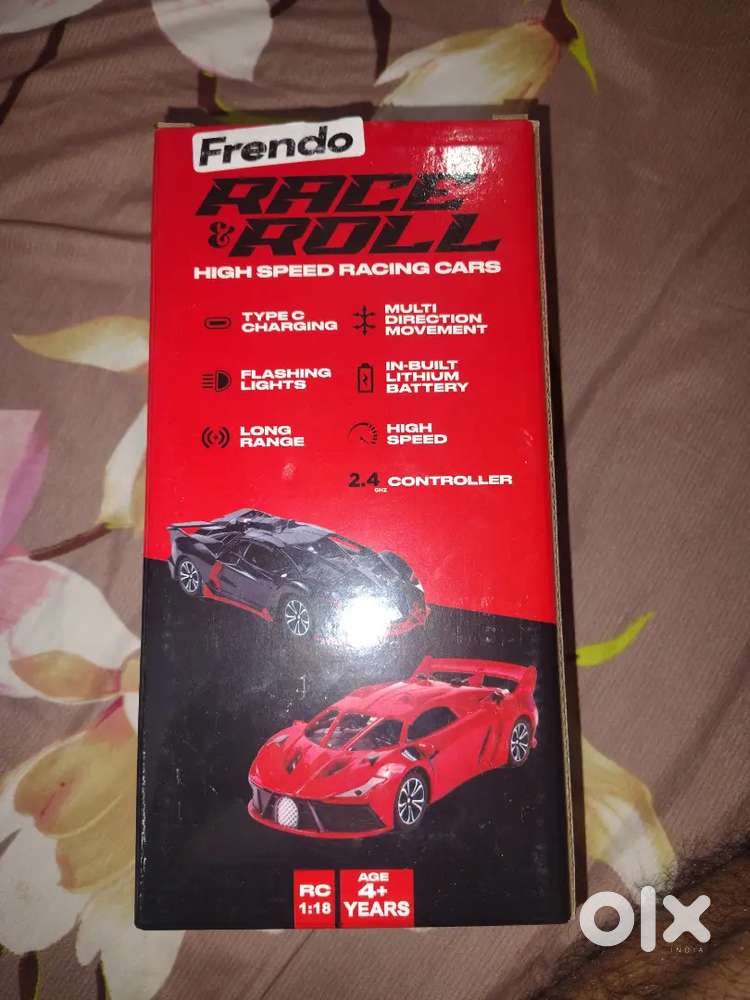 Frendo
RACE
& ROLL
HIGH SPEED RACING CARS
TYPE C
CHARGING
MULTI
DIRECTION
MOVEMENT
FLASHING
LIGHTS
IN-BUILT
LITHIUM
BATTERY
LONG
RANGE
HIGH
SPEED
2.4
GHZ
CONTROLLER
RC
1:18
AGE
4+
YEARS
olx
INDIA